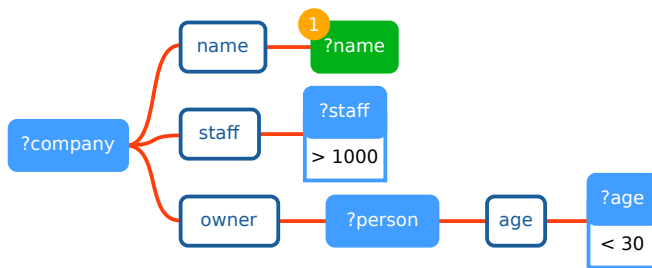 1
name
?name
?staff
?company
staff
> 1000
?age
owner
?person
age
< 30